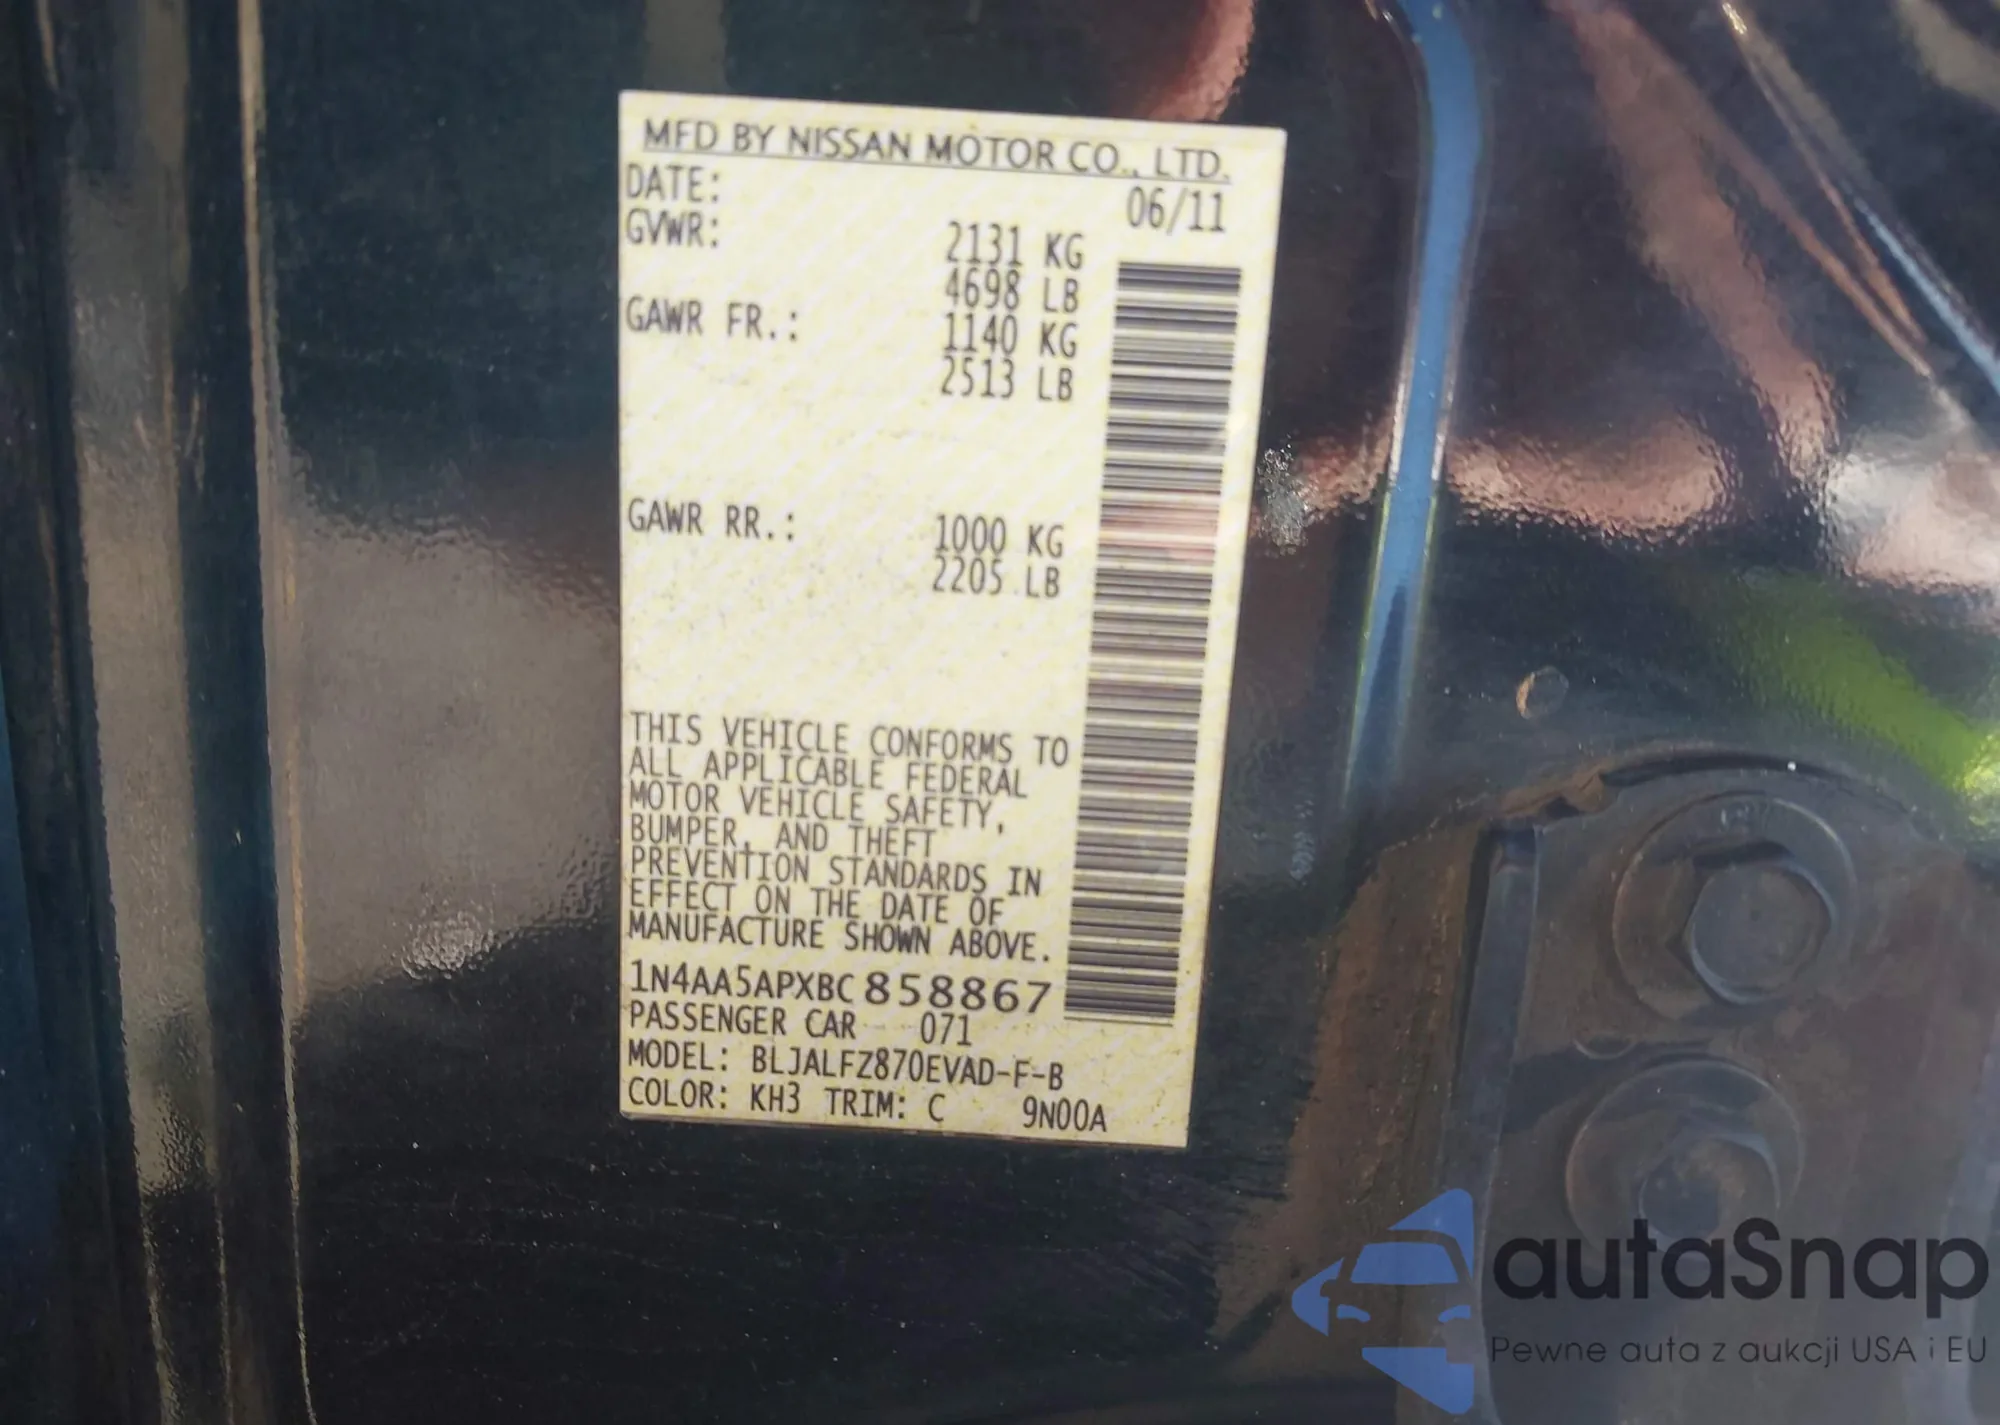 MFD BY NISSAN MOTOR CO., LTD.
DATE: 06/11
GVWR: 2131 KG
4698 LB
GAWR FR.: 1140 KG
2513 LB
GAWR RR.: 1000 KG
2205 LB
THIS VEHICLE CONFORMS TO
ALL APPLICABLE FEDERAL
MOTOR VEHICLE SAFETY,
BUMPER, AND THEFT
PREVENTION STANDARDS IN
EFFECT ON THE DATE OF
MANUFACTURE SHOWN ABOVE.
1N4AA5APXBC858867
PASSENGER CAR 071
MODEL: BLJALFZ870EVAD-F-B
COLOR: KH3 TRIM: C 9N00A
autaSnap
Pewne auta z aukcji USA i EU